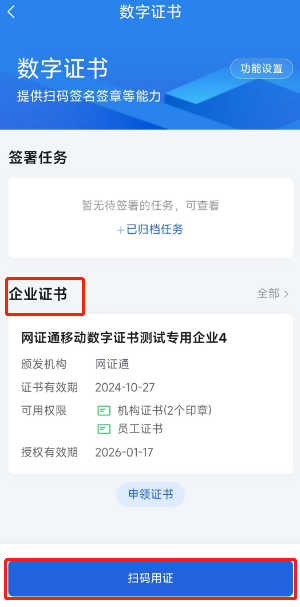 数字证书
数字证书
功能设置
提供扫码签名签章等能力
签署任务
暂无待签署的任务，可查看
+已归档任务
企业证书
全部 >
网证通移动数字证书测试专用企业4
颁发机构 网证通
证书有效期 2024-10-27
可用权限 机构证书(2个印章)
员工证书
授权有效期 2026-01-17
申领证书
扫码用证